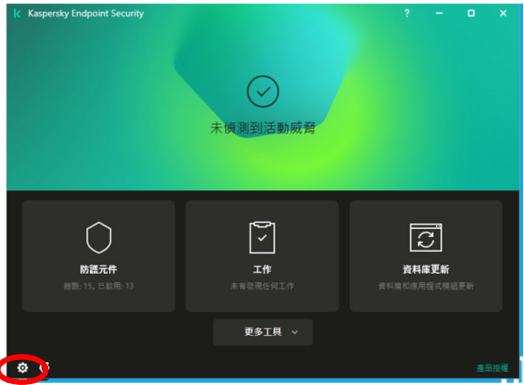 Kaspersky Endpoint Security
未偵測到活動威脅
防護元件
總數: 15, 已啟用: 13
工作
未有發現任何工作
資料庫更新
資料庫和應用程式模組更新
更多工具
產品授權